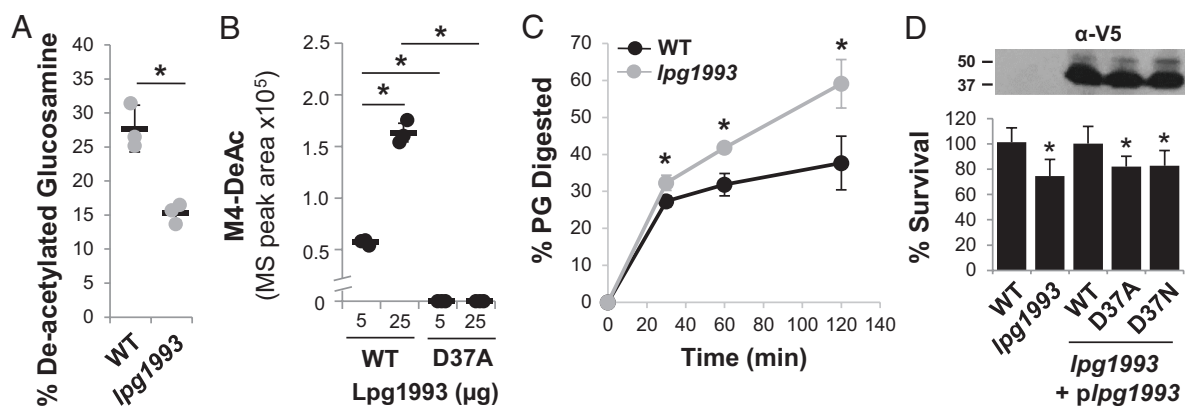 A
% De-acetylated Glucosamine
40
35
30
25
20
15
10
5
0
*
WT
lpg1993
B
M4-DeAc
(MS peak area x10⁵)
2.5
2.0
1.5
1.0
0.5
0
*
*
*
5 25 5 25
WT D37A
Lpg1993 (µg)
C
% PG Digested
70
60
50
40
30
20
10
0
WT
lpg1993
*
*
*
0 20 40 60 80 100 120 140
Time (min)
D
α-V5
50
37
% Survival
120
100
80
60
40
20
0
* * *
WT
lpg1993
WT
D37A
D37N
lpg1993
+ plpg1993